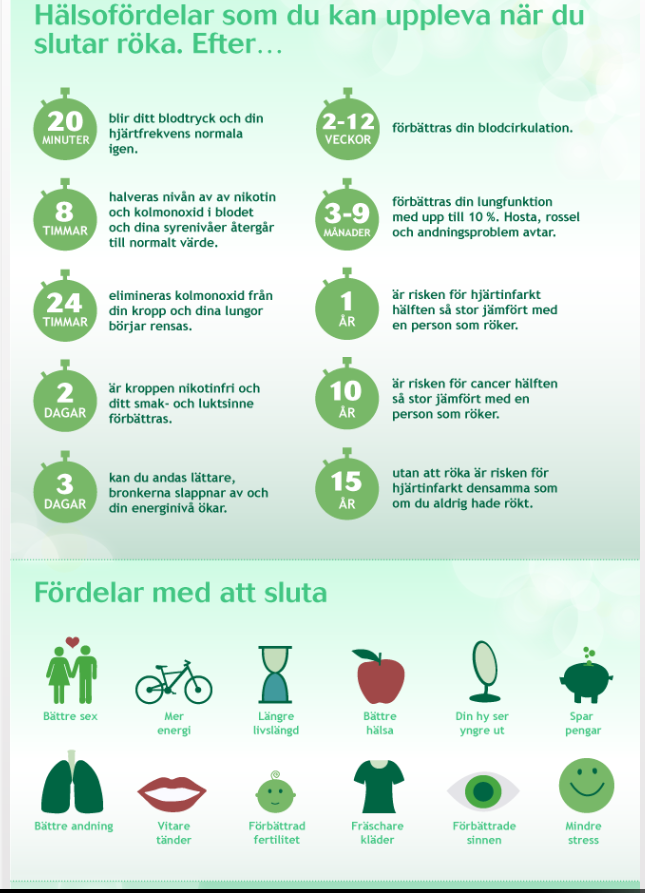 Hälsofördelar som du kan uppleva när du
slutar röka. Efter...
20
MINUTER
blir ditt blodtryck och din
hjärtfrekvens normala
igen.
8
TIMMAR
halveras nivån av av nikotin
och kolmonoxid i blodet
och dina syrenivåer återgår
till normalt värde.
24
TIMMAR
elimineras kolmonoxid från
din kropp och dina lungor
börjar rensas.
2
DAGAR
är kroppen nikotinfri och
ditt smak- och luktsinne
förbättras.
3
DAGAR
kan du andas lättare,
bronkerna slappnar av och
din energinivå ökar.
2-12
VECKOR
förbättras din blodcirkulation.
3-9
MÅNADER
förbättras din lungfunktion
med upp till 10 %. Hosta, rossel
och andningsproblem avtar.
1
ÅR
är risken för hjärtinfarkt
hälften så stor jämfört med
en person som röker.
10
ÅR
är risken för cancer hälften
så stor jämfört med en
person som röker.
15
ÅR
utan att röka är risken för
hjärtinfarkt densamma som
om du aldrig hade rökt.
Fördelar med att sluta
Bättre sex
Mer
energi
Längre
livslängd
Bättre
hälsa
Din hy ser
yngre ut
Spar
pengar
Bättre andning
Vitare
tänder
Förbättrad
fertilitet
Fräschare
kläder
Förbättrade
sinnen
Mindre
stress